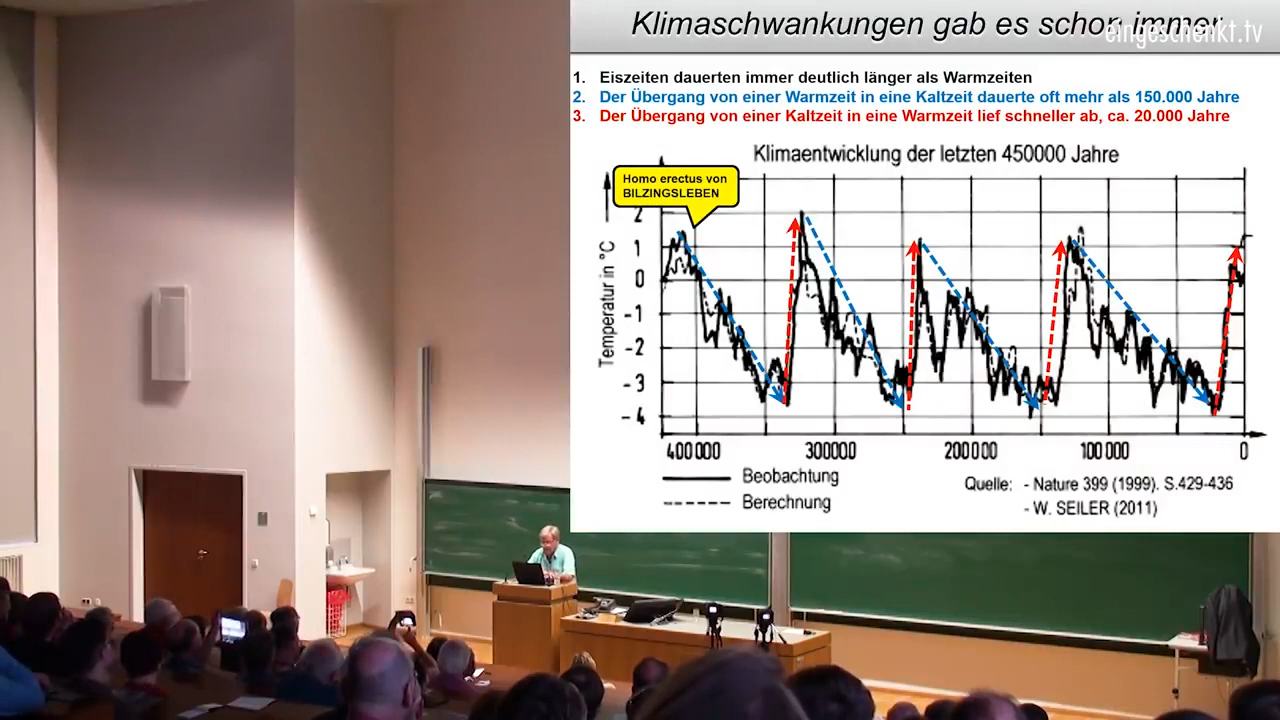 Klimaschwankungen gab es schon immer
eingeschenkt.tv
1. Eiszeiten dauerten immer deutlich länger als Warmzeiten
2. Der Übergang von einer Warmzeit in eine Kaltzeit dauerte oft mehr als 150.000 Jahre
3. Der Übergang von einer Kaltzeit in eine Warmzeit lief schneller ab, ca. 20.000 Jahre
Klimaentwicklung der letzten 450000 Jahre
Homo erectus von
BILZINGSLEBEN
Temperatur in °C
2
1
0
-1
-2
-3
-4
400000 300000 200000 100000 0
Beobachtung
Berechnung
Quelle: - Nature 399 (1999). S.429-436
- W. SEILER (2011)